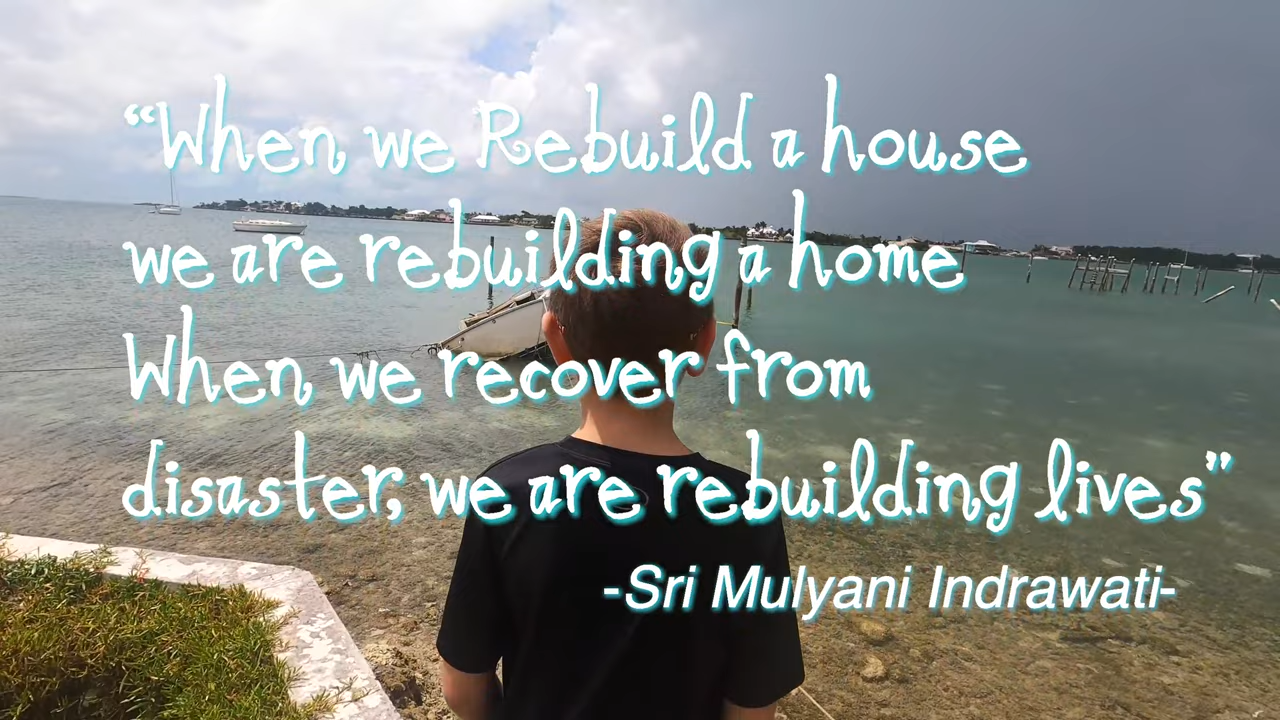 “When we Rebuild a house
we are rebuilding a home
When we recover from
disaster, we are rebuilding lives”
-Sri Mulyani Indrawati-